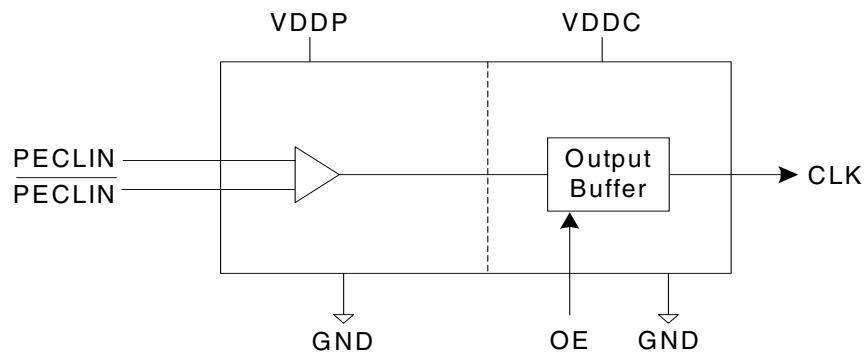 VDDP VDDC
PECLIN
PECLIN
Output
Buffer
CLK
GND OE GND